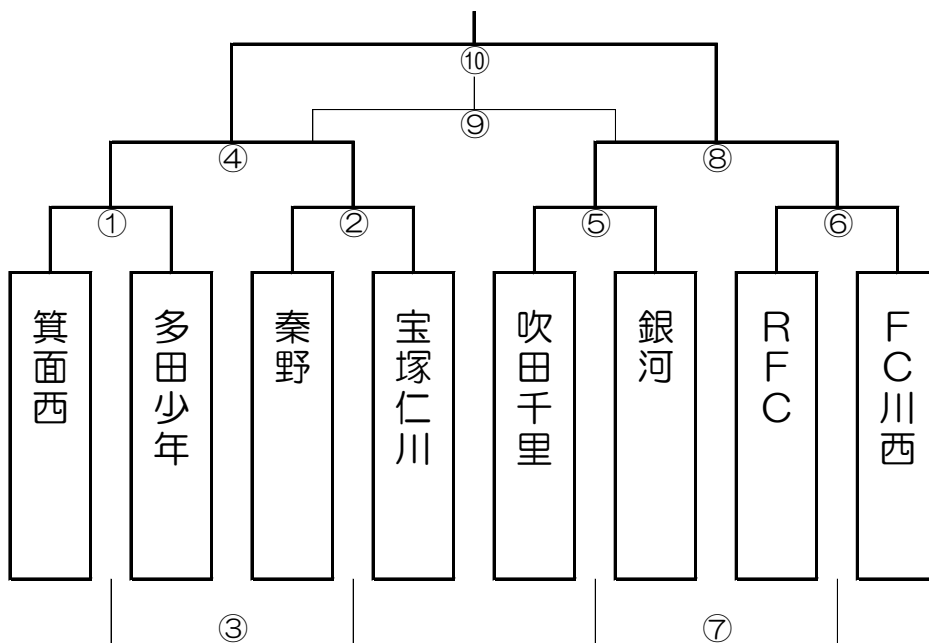 ⑩
⑨
④
⑧
①
②
⑤
⑥
箕面西
多田少年
秦野
宝塚仁川
吹田千里
銀河
RFC
FC川西
③
⑦